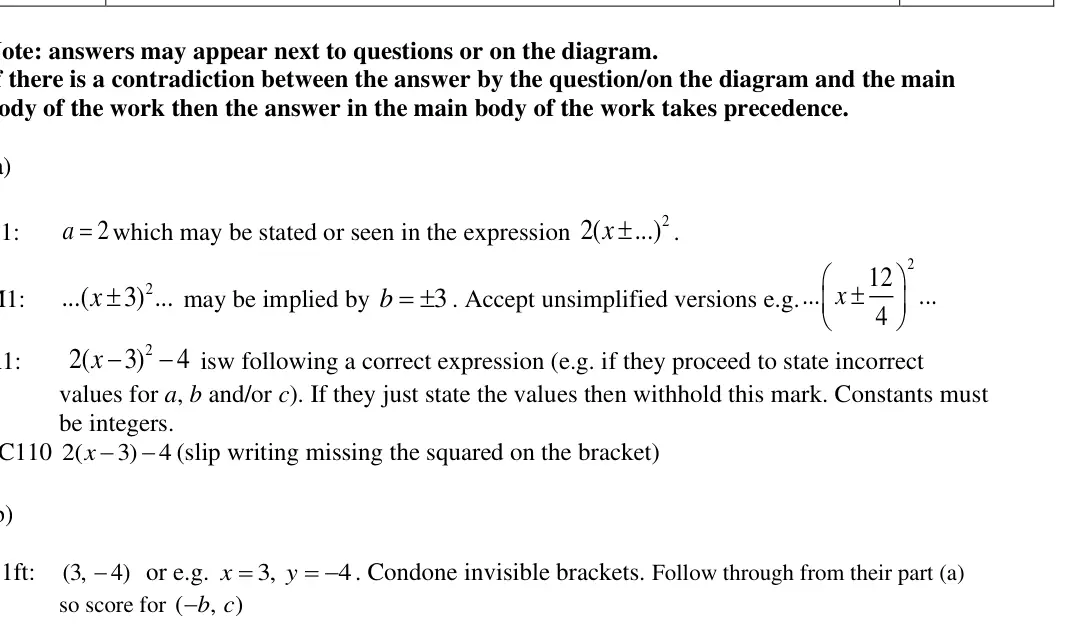 ote: answers may appear next to questions or on the diagram.
f there is a contradiction between the answer by the question/on the diagram and the main
ody of the work then the answer in the main body of the work takes precedence.
)
1: a = 2 which may be stated or seen in the expression 2(x ± ...)².
1: ...(x ± 3)²... may be implied by b = ±3. Accept unsimplified versions e.g. ...(x ± 12/4)² ...
1: 2(x − 3)² − 4 isw following a correct expression (e.g. if they proceed to state incorrect
values for a, b and/or c). If they just state the values then withhold this mark. Constants must
be integers.
C110 2(x − 3) − 4 (slip writing missing the squared on the bracket)
)
1ft: (3, −4) or e.g. x = 3, y = −4. Condone invisible brackets. Follow through from their part (a)
so score for (−b, c)